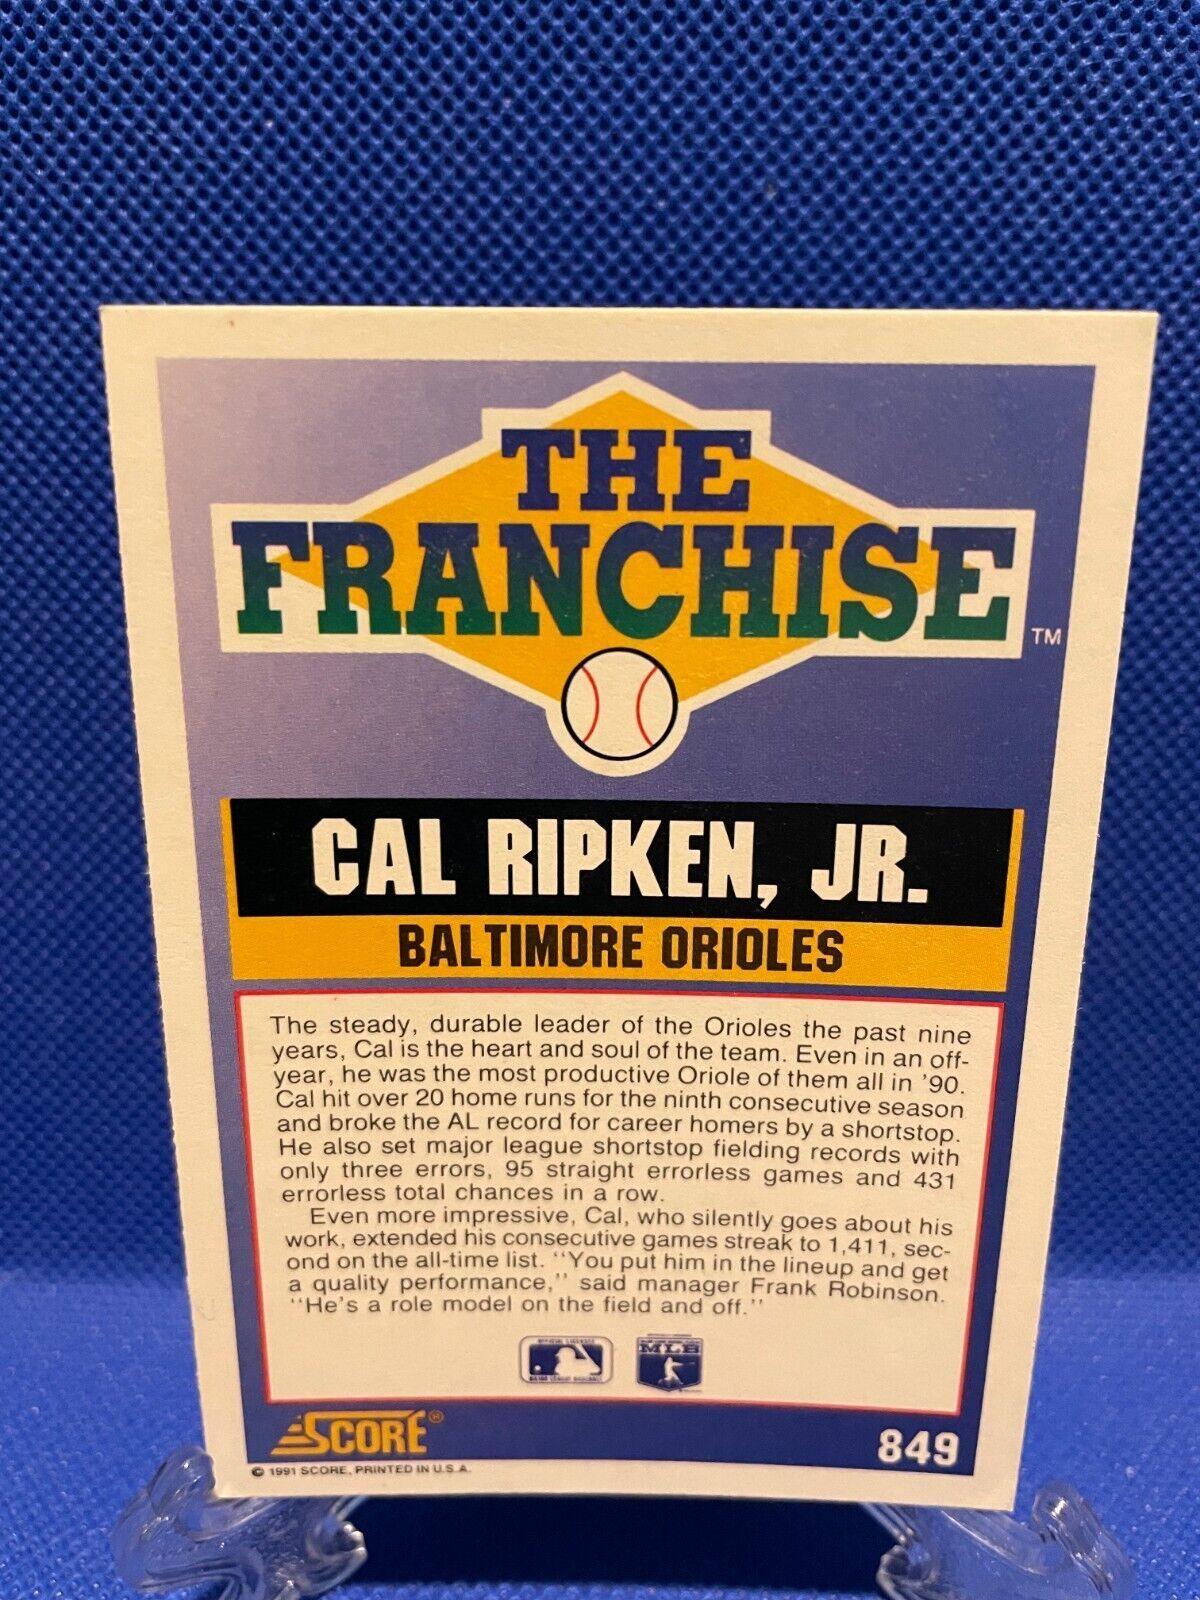 THE
FRANCHISE
TM
CAL RIPKEN, JR.
BALTIMORE ORIOLES
The steady, durable leader of the Orioles the past nine
years, Cal is the heart and soul of the team. Even in an off-
year, he was the most productive Oriole of them all in '90.
Cal hit over 20 home runs for the ninth consecutive season
and broke the AL record for career homers by a shortstop.
He also set major league shortstop fielding records with
only three errors, 95 straight errorless games and 431
errorless total chances in a row.
Even more impressive, Cal, who silently goes about his
work, extended his consecutive games streak to 1,411, sec-
ond on the all-time list. "You put him in the lineup and get
a quality performance," said manager Frank Robinson.
"He's a role model on the field and off."
MLB
SCORE®
849
© 1991 SCORE, PRINTED IN U.S.A.